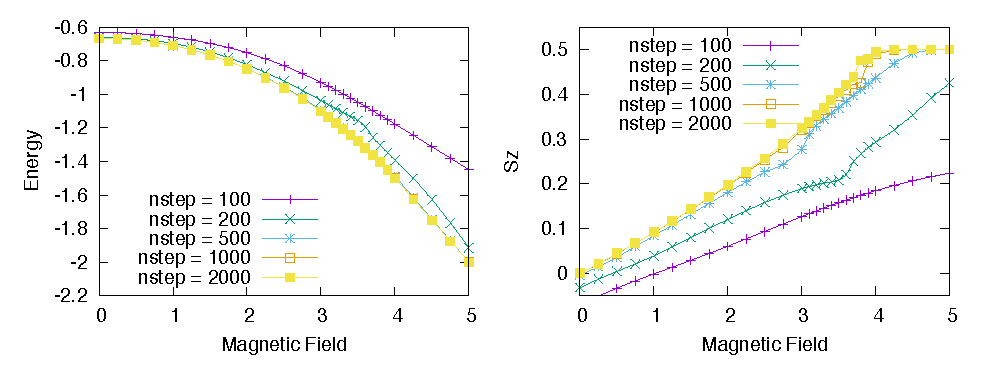 -0.6
-0.8
-1
-1.2
-1.4
-1.6
-1.8
-2
-2.2
Energy
nstep = 100
nstep = 200
nstep = 500
nstep = 1000
nstep = 2000
0 1 2 3 4 5
Magnetic Field
0.5
0.4
0.3
0.2
0.1
0
Sz
nstep = 100
nstep = 200
nstep = 500
nstep = 1000
nstep = 2000
0 1 2 3 4 5
Magnetic Field